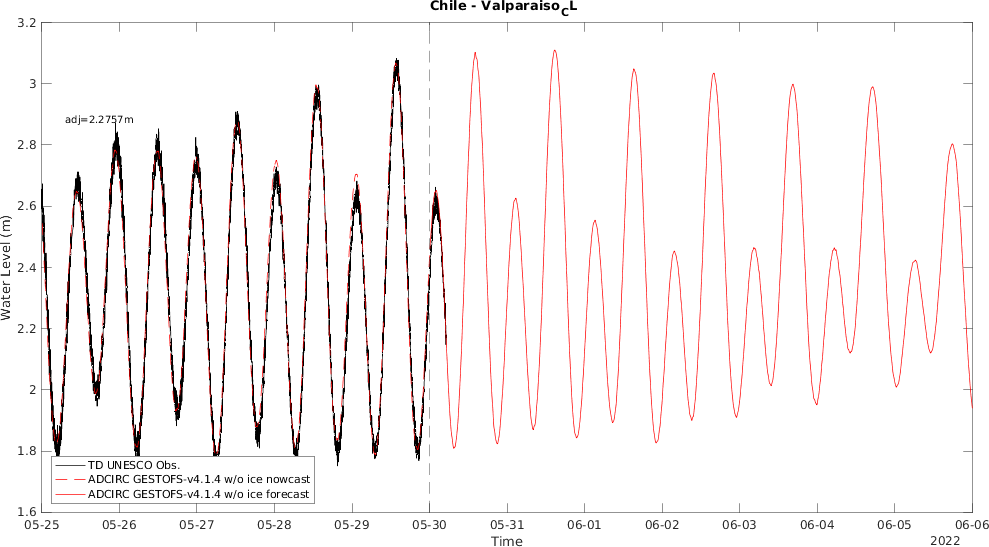 Chile - Valparaiso_CL
3.2
3
2.8
2.6
2.4
2.2
2
1.8
1.6
Water Level (m)
adj=2.2757m
TD UNESCO Obs.
ADCIRC GESTOFS-v4.1.4 w/o ice nowcast
ADCIRC GESTOFS-v4.1.4 w/o ice forecast
05-25 05-26 05-27 05-28 05-29 05-30 05-31 06-01 06-02 06-03 06-04 06-05 06-06
Time
2022